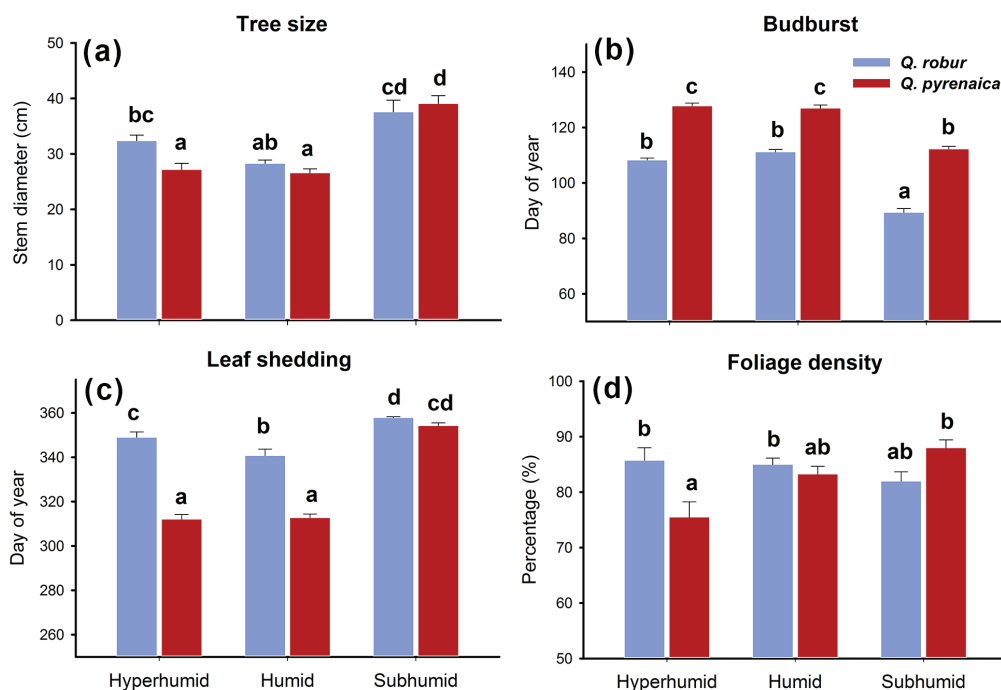 Tree size
(a)
Stem diameter (cm)
50
40
30
20
10
0
bc
a
ab
a
cd
d
Budburst
(b)
Q. robur
Q. pyrenaica
Day of year
140
120
100
80
60
b
c
b
c
a
b
Leaf shedding
(c)
Day of year
360
340
320
300
280
260
c
a
b
a
d
cd
Hyperhumid
Humid
Subhumid
Foliage density
(d)
Percentage (%)
100
90
80
70
60
50
b
a
b
ab
ab
b
Hyperhumid
Humid
Subhumid